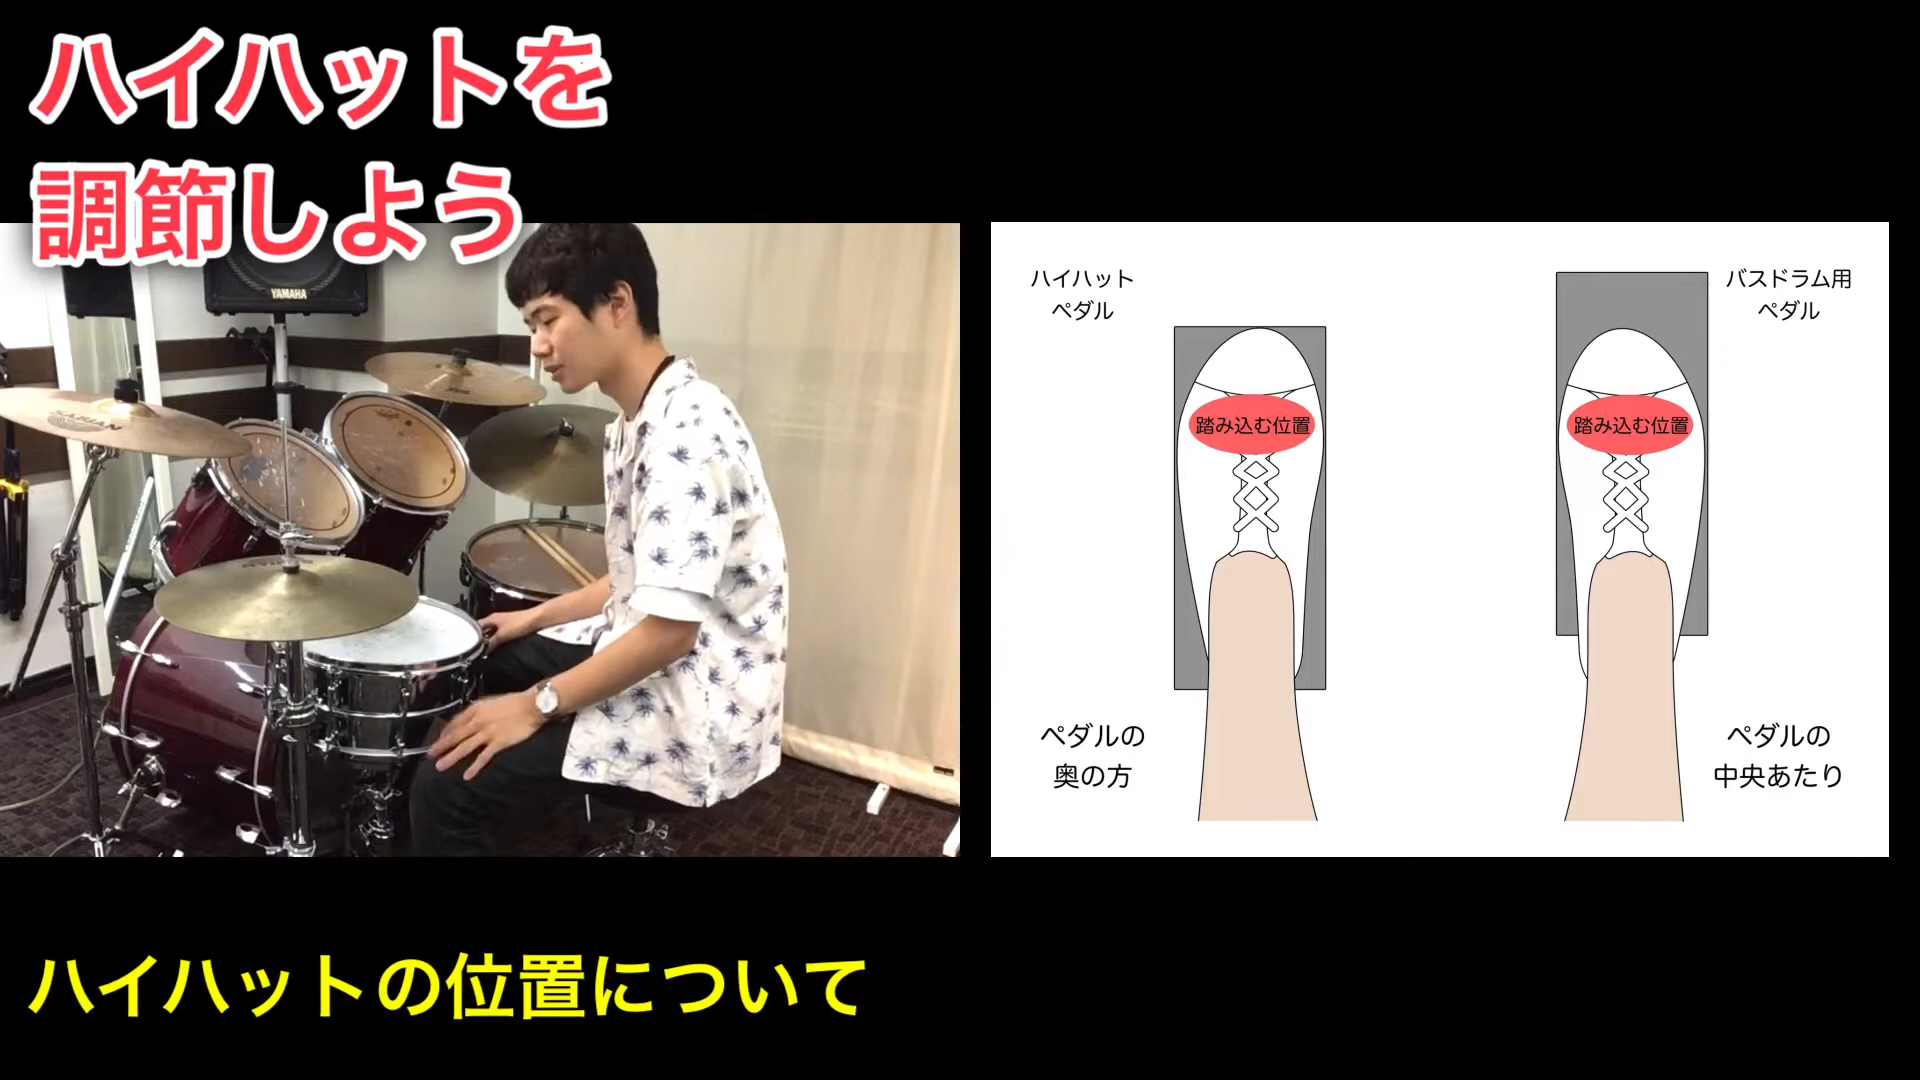 ハイハットを
調節しよう
YAMAHA
SABIAN
ハイハット
ペダル
バスドラム用
ペダル
踏み込む位置
踏み込む位置
ペダルの
奥の方
ペダルの
中央あたり
ハイハットの位置について